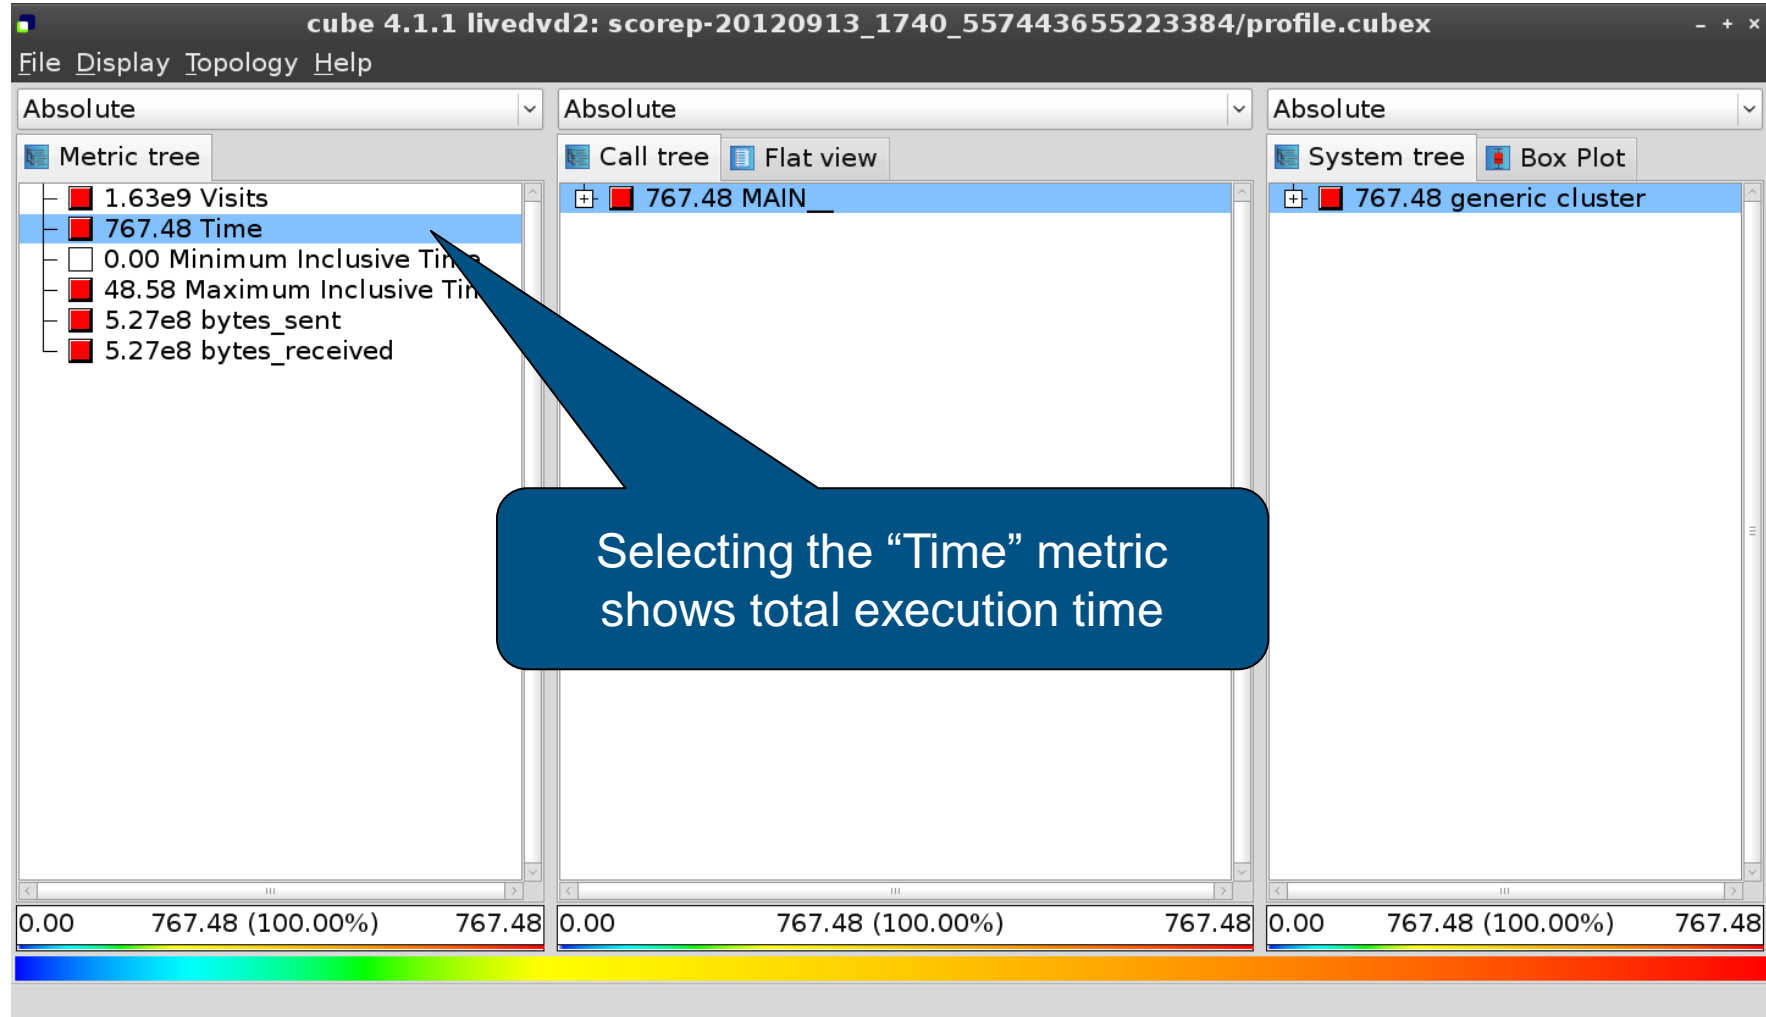 cube 4.1.1 livedvd2: scorep-20120913_1740_557443655223384/profile.cubex
File Display Topology Help
Absolute
Absolute
Absolute
Metric tree
Call tree
Flat view
System tree
Box Plot
1.63e9 Visits
767.48 Time
0.00 Minimum Inclusive Time
48.58 Maximum Inclusive Tim
5.27e8 bytes_sent
5.27e8 bytes_received
767.48 MAIN__
767.48 generic cluster
Selecting the “Time” metric
shows total execution time
0.00 767.48 (100.00%) 767.48
0.00 767.48 (100.00%) 767.48
0.00 767.48 (100.00%) 767.48